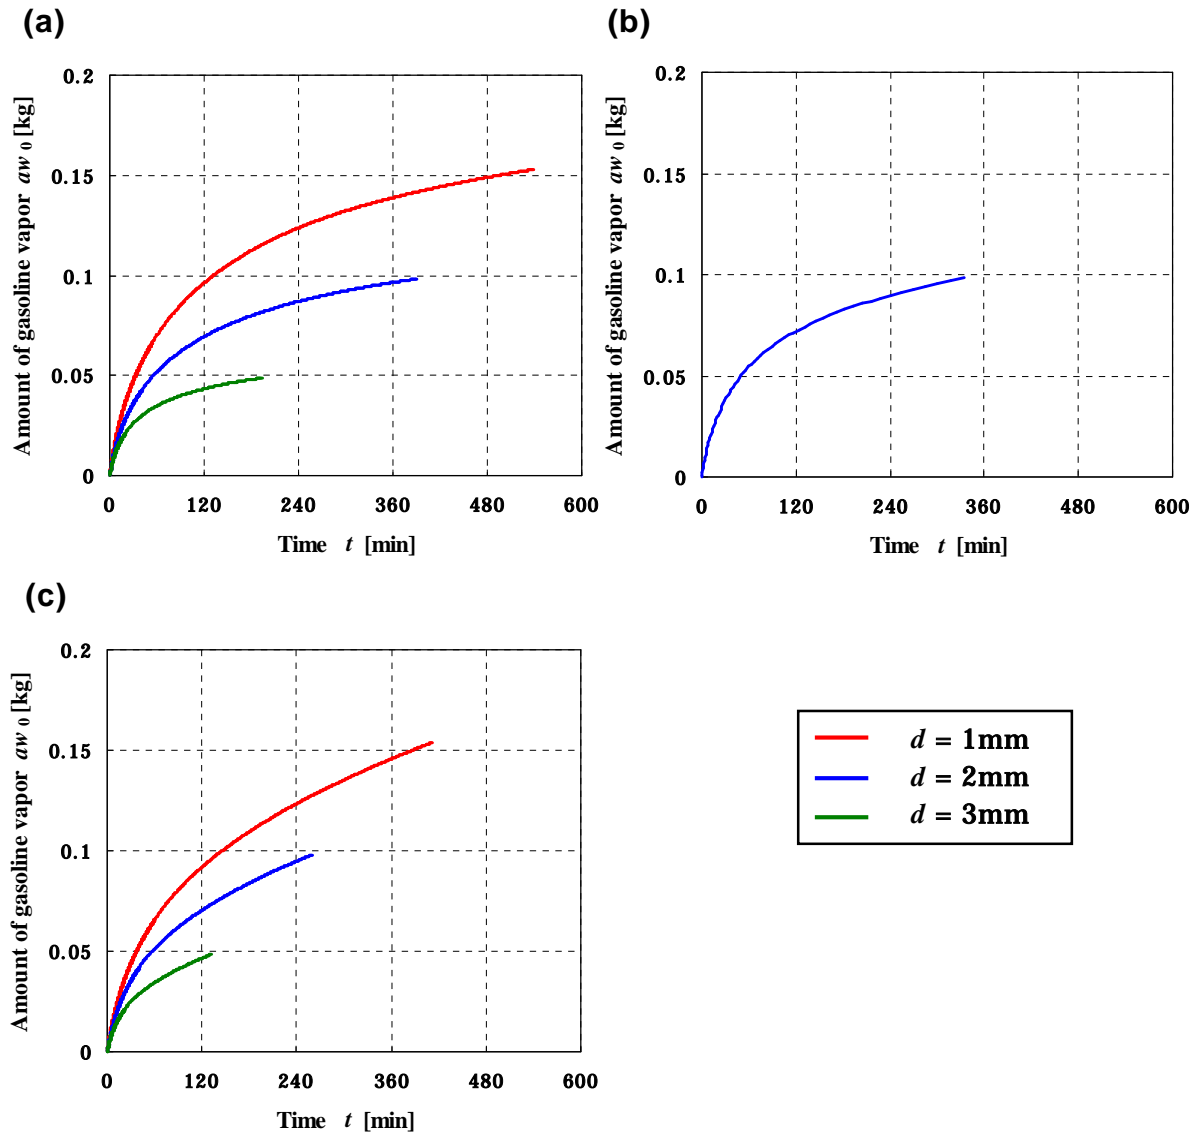 (a)
Amount of gasoline vapor aw 0 [kg]
0.2
0.15
0.1
0.05
0
0 120 240 360 480 600
Time t [min]
(b)
Amount of gasoline vapor aw 0 [kg]
0.2
0.15
0.1
0.05
0
0 120 240 360 480 600
Time t [min]
(c)
Amount of gasoline vapor aw 0 [kg]
0.2
0.15
0.1
0.05
0
0 120 240 360 480 600
Time t [min]
d = 1mm
d = 2mm
d = 3mm